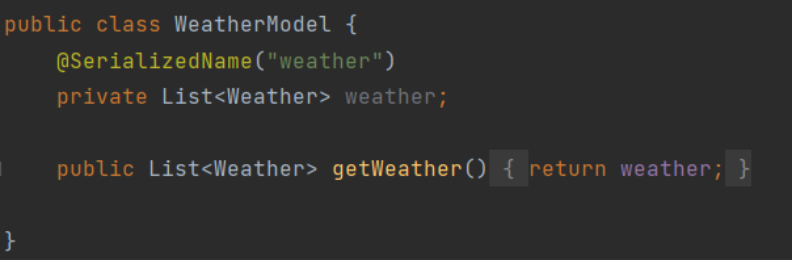 public class WeatherModel {
@SerializedName("weather")
private List<Weather> weather;
public List<Weather> getWeather() { return weather; }
}